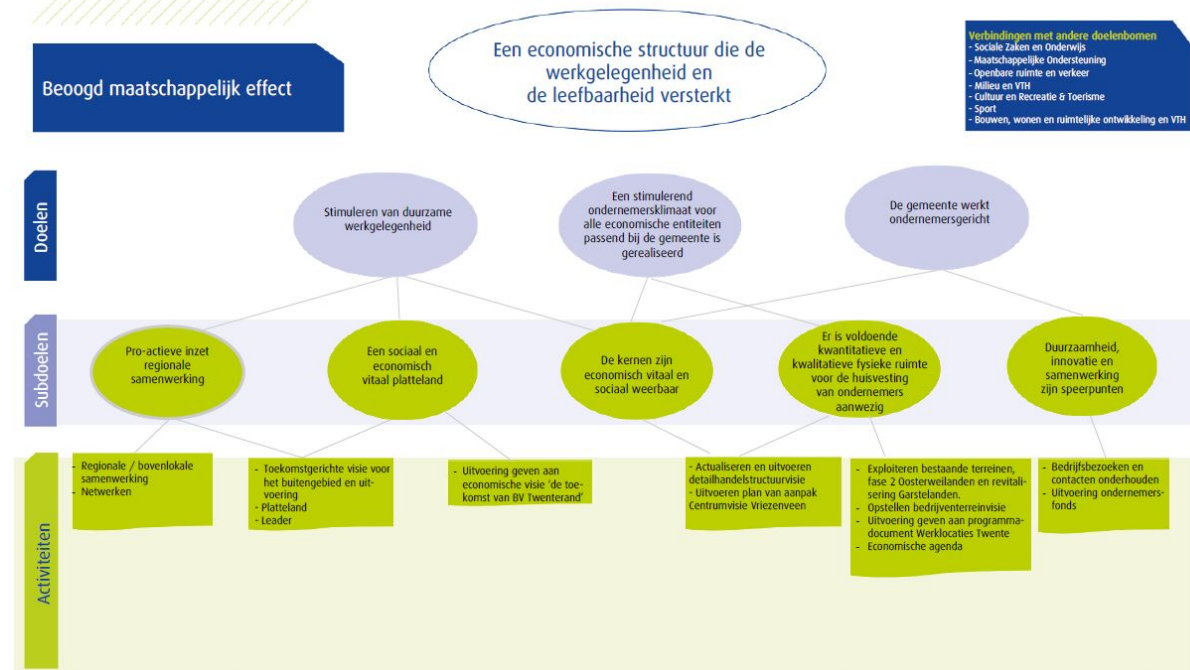 Beoogd maatschappelijk effect
Een economische structuur die de
werkgelegenheid en
de leefbaarheid versterkt
Verbindingen met andere doelenbomen
- Sociale Zaken en Onderwijs
- Maatschappelijke Ondersteuning
- Openbare ruimte en verkeer
- Milieu en VTH
- Cultuur en Recreatie & Toerisme
- Sport
- Bouwen, wonen en ruimtelijke ontwikkeling en VTH
Doelen
Stimuleren van duurzame
werkgelegenheid
Een stimulerend
ondernemersklimaat voor
alle economische entiteiten
passend bij de gemeente is
gerealiseerd
De gemeente werkt
ondernemersgericht
Subdoelen
Pro-actieve inzet
regionale
samenwerking
Een sociaal en
economisch
vitaal platteland
De kernen zijn
economisch vitaal en
sociaal weerbaar
Er is voldoende
kwantitatieve en
kwalitatieve fysieke ruimte
voor de huisvesting
van ondernemers
aanwezig
Duurzaamheid,
innovatie en
samenwerking
zijn speerpunten
Activiteiten
- Regionale / bovenlokale
samenwerking
- Netwerken
- Toekomstgerichte visie voor
het buitengebied en uit-
voering
- Platteland
- Leader
- Uitvoering geven aan
economische visie 'de toe-
komst van BV Twenterand'
- Actualiseren en uitvoeren
detailhandelstructuurvisie
- Uitvoeren plan van aanpak
Centrumvisie Vriezenveen
- Exploiteren bestaande terreinen,
fase 2 Oosterweilanden en revitali-
sering Garstelanden.
- Opstellen bedrijventerreinvisie
- Uitvoering geven aan programma-
document Werklocaties Twente
- Economische agenda
- Bedrijfsbezoeken en
contacten onderhouden
- Uitvoering ondernemers-
fonds